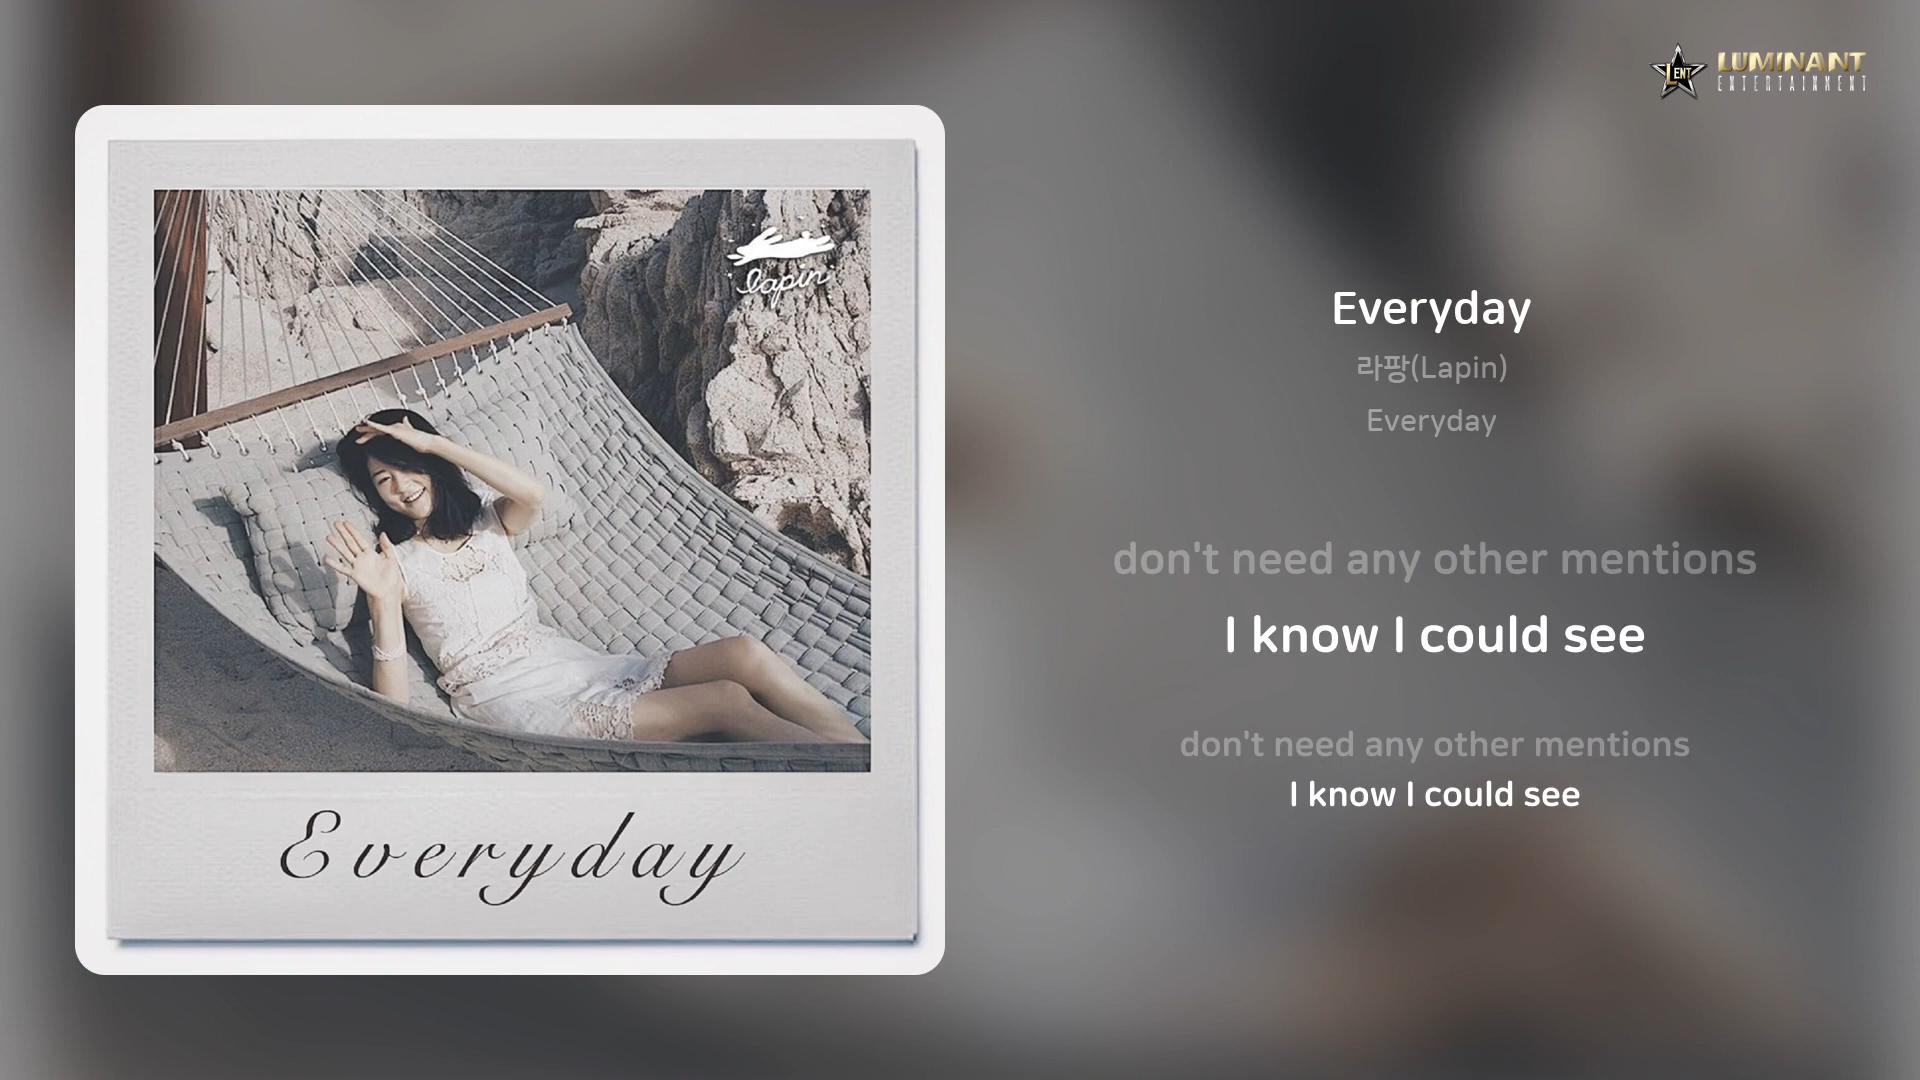 LENT
LUMINANT
ENTERTAINMENT
lapin
Everyday
Everyday
라팡(Lapin)
Everyday
don't need any other mentions
I know I could see
don't need any other mentions
I know I could see